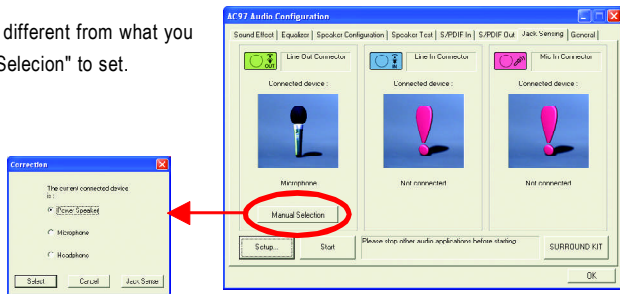 different from what you
Selecion" to set.
AC97 Audio Configuration
Sound Effect | Equalizer | Speaker Configuration | Speaker Test | S/PDIF In | S/PDIF Out | Jack Sensing | General
Line Out Connector
Line In Connector
Mic In Connector
OUT
IN
Connected device :
Connected device :
Connected device :
Microphone
Not connected
Not connected
Manual Selection
Setup...
Start
Please stop other audio applications before starting
SURROUND KIT
OK
Correction
The current connected device
is :
Power Speaker
Microphone
Headphone
Select
Cancel
Jack Sense